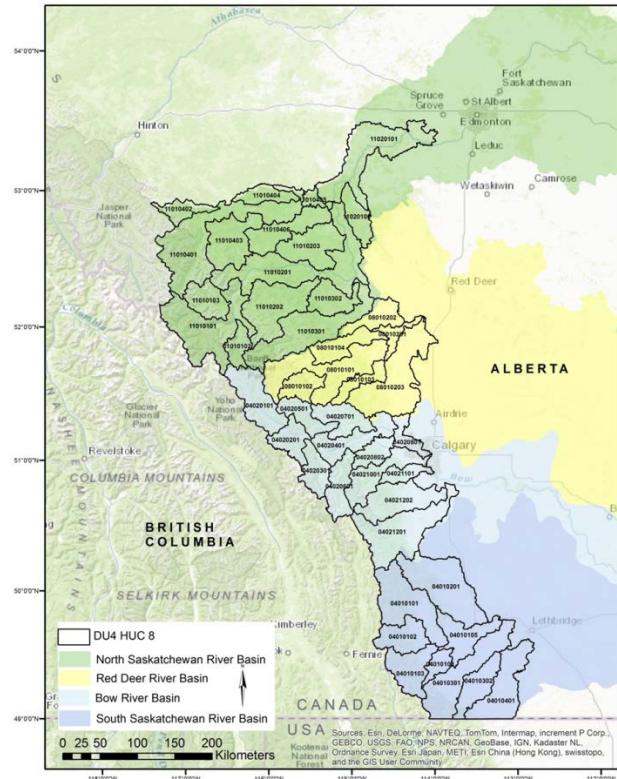 Athabasca
54°0'0"N
Fort
Saskatchewan
Spruce
Grove
St Albert
Edmonton
Hinton
Leduc
11020101
53°0'0"N
Camrose
Wetaskiwin
Jasper
National
Park
11010404
11010402
11010403
11010401
11010203
11010201
Red Deer
11010103
11010202
11010302
Columbia
52°0'0"N
11010101
11010301
08010202
08010201
08010104
ALBERTA
08010101
08010102
08010203
Yoho
National
Park
Glacier
National
Park
04020101
04020501
04020701
Airdrie
Calgary
Revelstoke
51°0'0"N
04020201
04020401
04020602
04020301
04021001
04021101
COLUMBIA MOUNTAINS
04021202
Bow
04021201
BRITISH
COLUMBIA
50°0'0"N
SELKIRK MOUNTAINS
04010201
04010101
04010102
04010105
Lethbridge
Kimberley
Fernie
04010103
04010301
04010302
04010401
DU4 HUC 8
North Saskatchewan River Basin
Red Deer River Basin
Bow River Basin
South Saskatchewan River Basin
49°0'0"N
CANADA
USA
0 25 50 100 150 200
Kilometers
Sources: Esri, DeLorme, NAVTEQ, TomTom, Intermap, increment P Corp.,
GEBCO, USGS, FAO, NPS, NRCAN, GeoBase, IGN, Kadaster NL,
Ordnance Survey, Esri Japan, METI, Esri China (Hong Kong), swisstopo,
and the GIS User Community